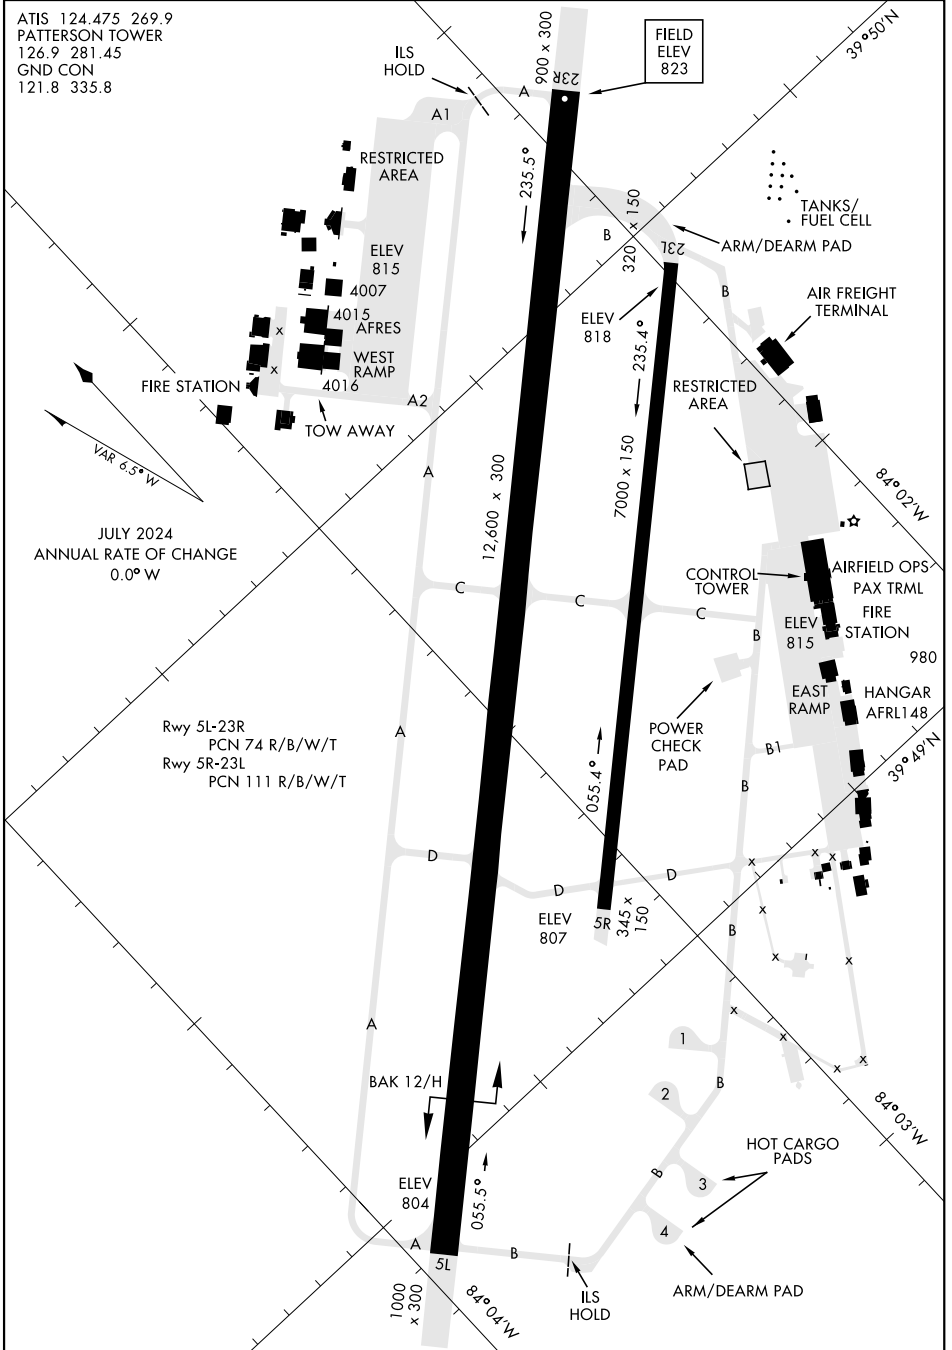 ATIS 124.475 269.9
PATTERSON TOWER
126.9 281.45
GND CON
121.8 335.8
ILS
HOLD
900 x 300
23R
FIELD
ELEV
823
39°50'N
A
A1
RESTRICTED
AREA
235.5°
320 x 150
B
23L
TANKS/
FUEL CELL
ARM/DEARM PAD
ELEV
815
4007
4015
AFRES
WEST
RAMP
4016
x
x
FIRE STATION
TOW AWAY
A2
ELEV
818
235.4°
B
AIR FREIGHT
TERMINAL
RESTRICTED
AREA
VAR 6.5° W
A
12,600 x 300
7000 x 150
84°02'W
JULY 2024
ANNUAL RATE OF CHANGE
0.0° W
C
C
C
CONTROL
TOWER
AIRFIELD OPS
PAX TRML
FIRE
STATION
ELEV
815
B
980
EAST
RAMP
HANGAR
AFRL148
Rwy 5L-23R
PCN 74 R/B/W/T
Rwy 5R-23L
PCN 111 R/B/W/T
A
POWER
CHECK
PAD
B1
39°49'N
055.4°
B
D
D
D
x
x
x
ELEV
807
5R
345 x
150
B
x
x
x
A
x
x
x
x
1
B
2
BAK 12/H
84°03'W
HOT CARGO
PADS
B
3
4
ELEV
804
055.5°
A
5L
B
ILS
HOLD
ARM/DEARM PAD
1000
x 300
84°04'W